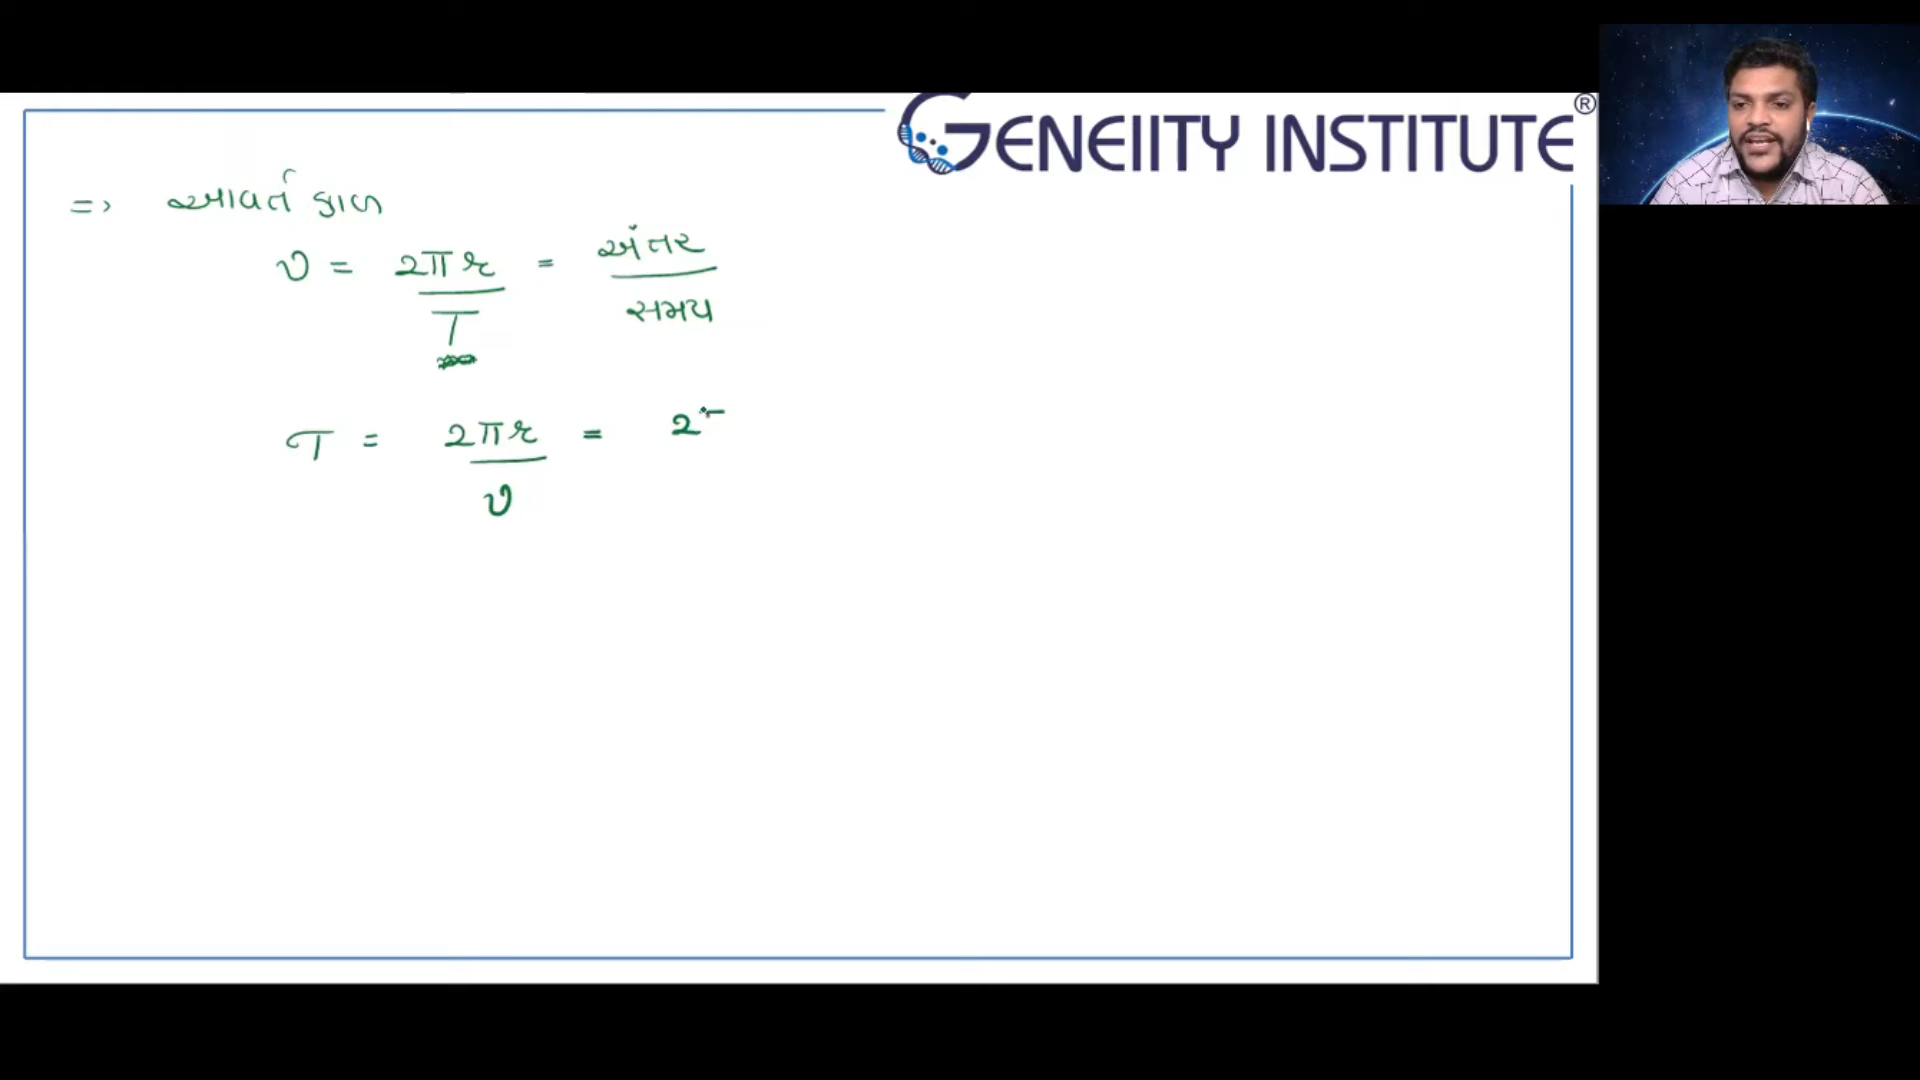 GENEIITY INSTITUTE®
=> આવર્ત કાળ
v = 2πr / T = અંતર / સમય
T = 2πr / v = 2